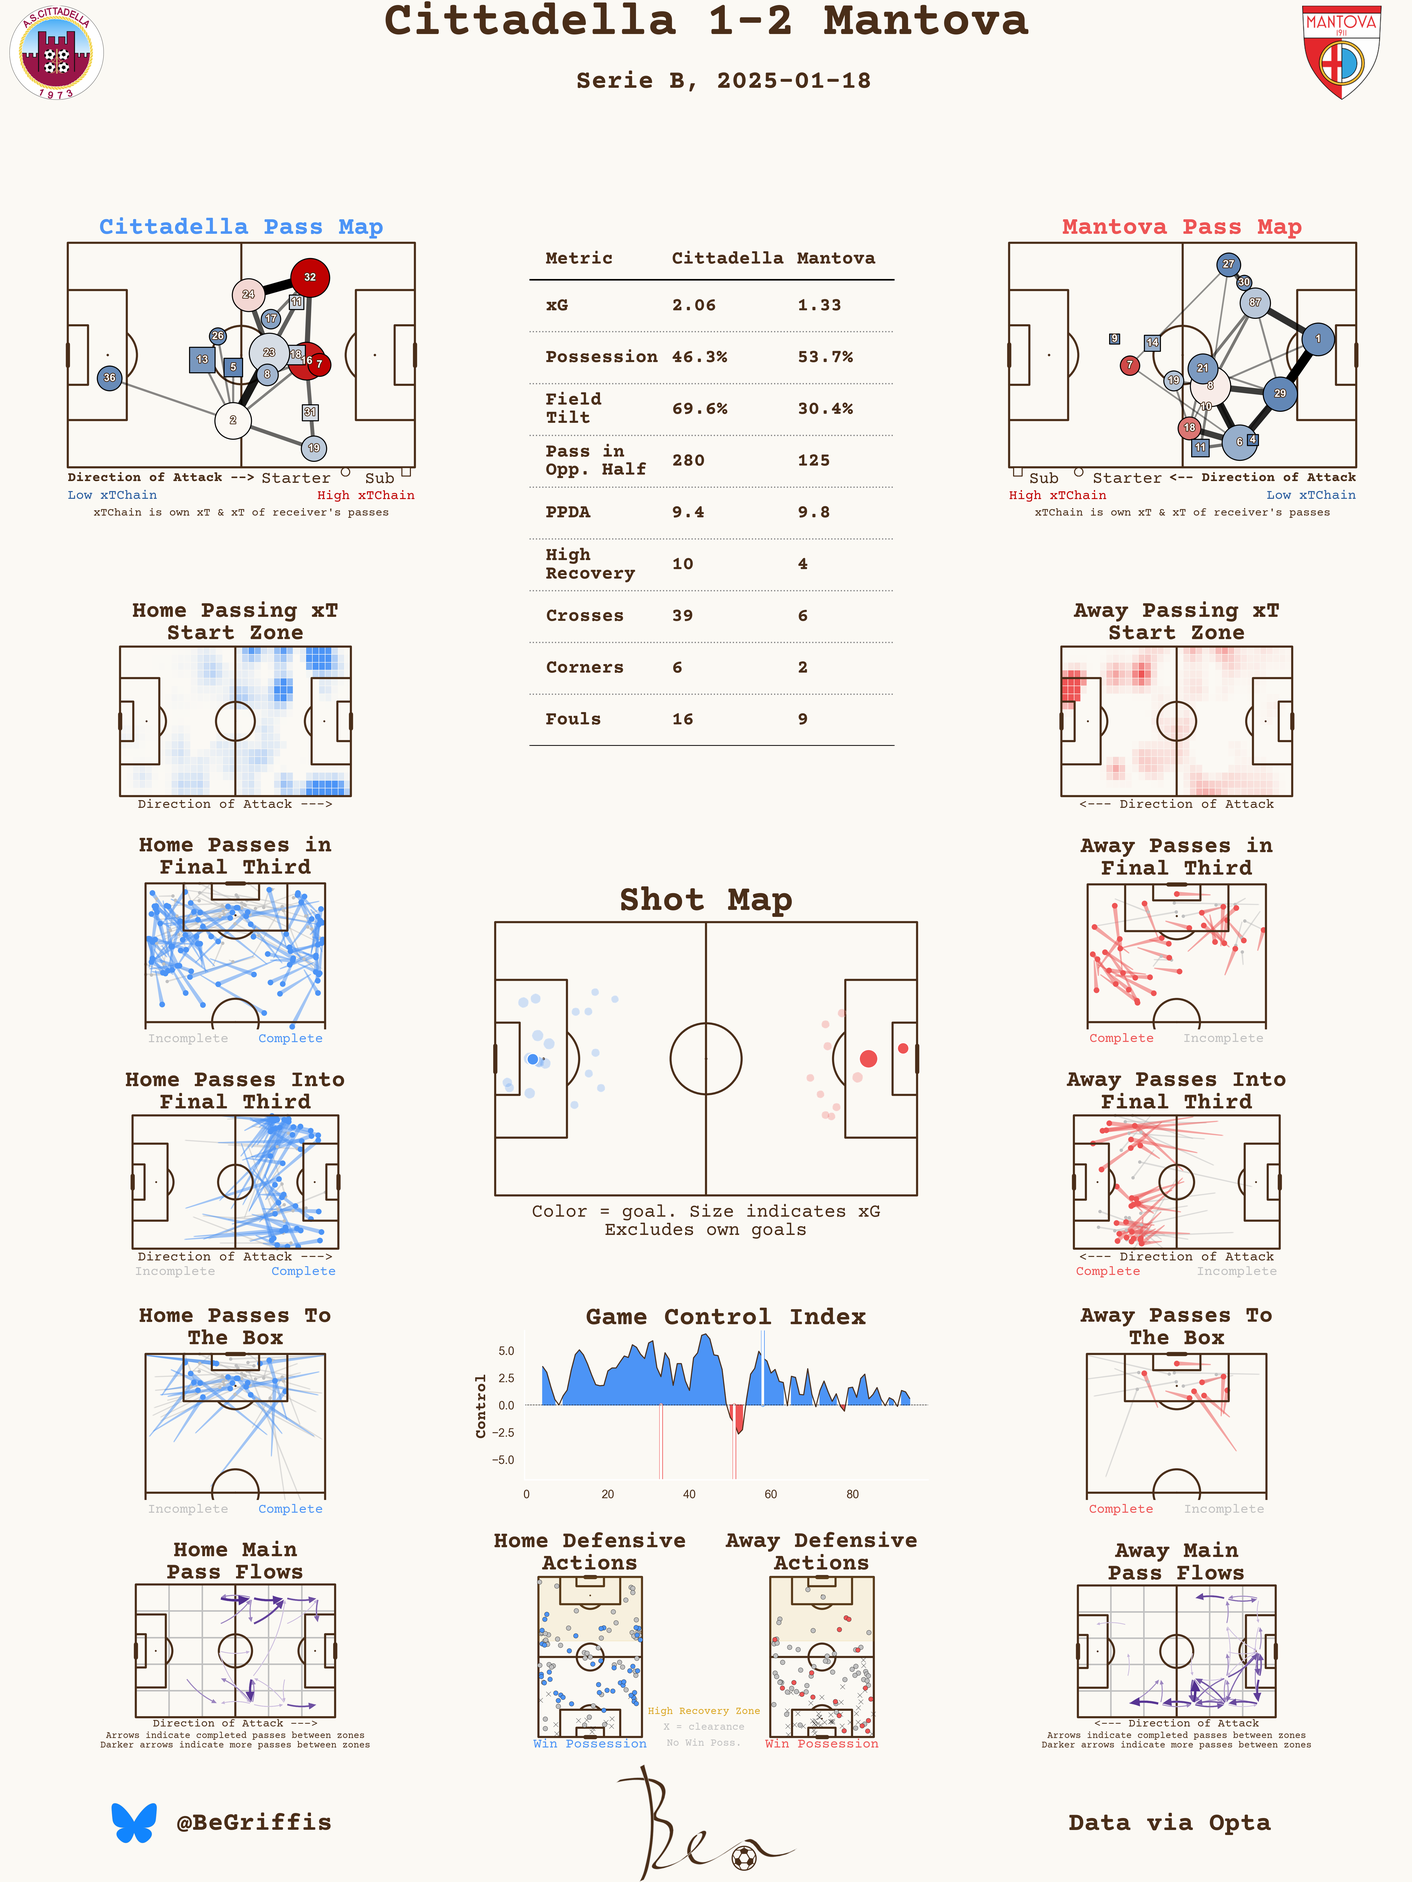 Cittadella 1-2 Mantova
Serie B, 2025-01-18
A.S.CITTADELLA
1973
MANTOVA
1911
Cittadella Pass Map
32
24
11
17
26
23
18
13
5
16
7
8
36
2
31
19
Direction of Attack --> Starter Sub
Low xTChain High xTChain
xTChain is own xT & xT of receiver's passes
Metric Cittadella Mantova
xG 2.06 1.33
Possession 46.3% 53.7%
Field
Tilt 69.6% 30.4%
Pass in
Opp. Half 280 125
PPDA 9.4 9.8
High
Recovery 10 4
Crosses 39 6
Corners 6 2
Fouls 16 9
Mantova Pass Map
27
30
87
9
14
1
7
21
19
8
29
10
18
6
4
11
Sub Starter <-- Direction of Attack
High xTChain Low xTChain
xTChain is own xT & xT of receiver's passes
Home Passing xT
Start Zone
Direction of Attack --->
Away Passing xT
Start Zone
<--- Direction of Attack
Home Passes in
Final Third
Incomplete Complete
Away Passes in
Final Third
Complete Incomplete
Shot Map
Color = goal. Size indicates xG
Excludes own goals
Home Passes Into
Final Third
Direction of Attack --->
Incomplete Complete
Away Passes Into
Final Third
<--- Direction of Attack
Complete Incomplete
Home Passes To
The Box
Incomplete Complete
Game Control Index
Control
5.0
2.5
0.0
−2.5
−5.0
0 20 40 60 80
Away Passes To
The Box
Complete Incomplete
Home Main
Pass Flows
Direction of Attack --->
Arrows indicate completed passes between zones
Darker arrows indicate more passes between zones
Home Defensive
Actions
Win Possession
High Recovery Zone
X = clearance
No Win Poss.
Away Defensive
Actions
Win Possession
Away Main
Pass Flows
<--- Direction of Attack
Arrows indicate completed passes between zones
Darker arrows indicate more passes between zones
@BeGriffis
Ben
Data via Opta